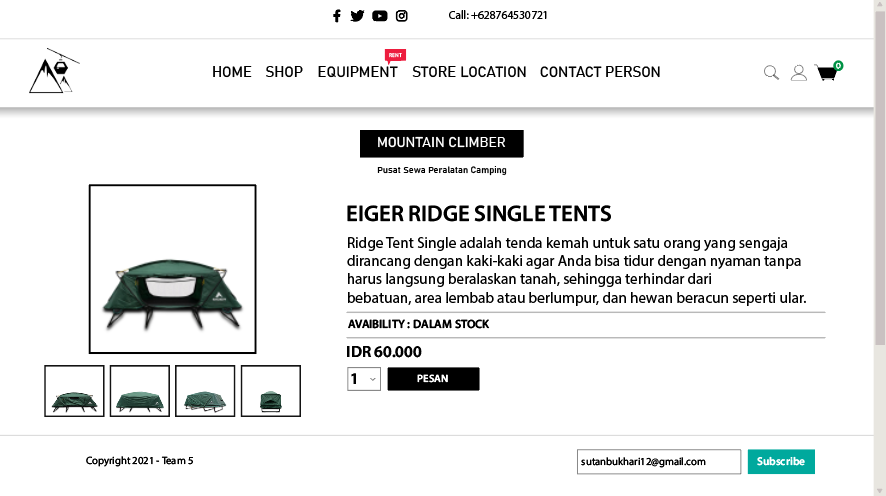 Call: +628764530721
RENT
HOME SHOP EQUIPMENT STORE LOCATION CONTACT PERSON
0
MOUNTAIN CLIMBER
Pusat Sewa Peralatan Camping
EIGER RIDGE SINGLE TENTS
Ridge Tent Single adalah tenda kemah untuk satu orang yang sengaja
dirancang dengan kaki-kaki agar Anda bisa tidur dengan nyaman tanpa
harus langsung beralaskan tanah, sehingga terhindar dari
bebatuan, area lembab atau berlumpur, dan hewan beracun seperti ular.
AVAIBILITY : DALAM STOCK
IDR 60.000
1 PESAN
Copyright 2021 - Team 5
sutanbukhari12@gmail.com Subscribe